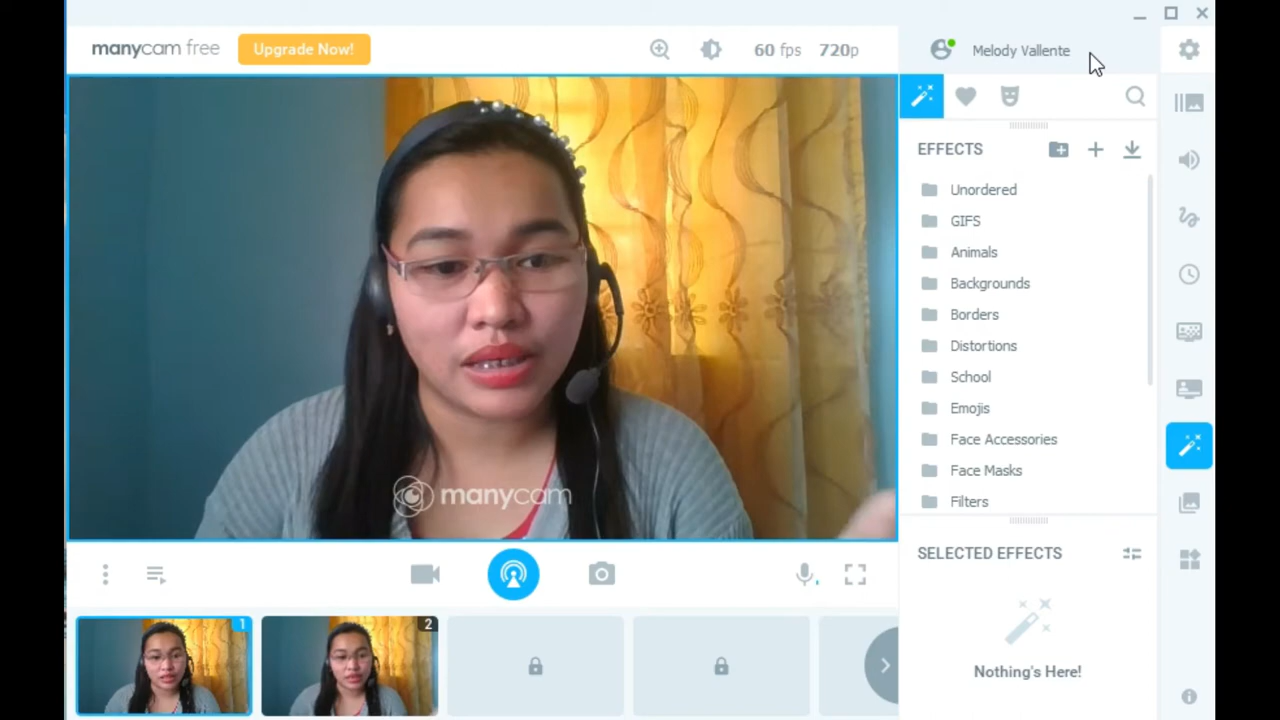 manycam free
Upgrade Now!
60 fps 720p
Melody Vallente
EFFECTS
Unordered
GIFS
Animals
Backgrounds
Borders
Distortions
School
Emojis
Face Accessories
Face Masks
Filters
manycam
SELECTED EFFECTS
Nothing's Here!
1
2